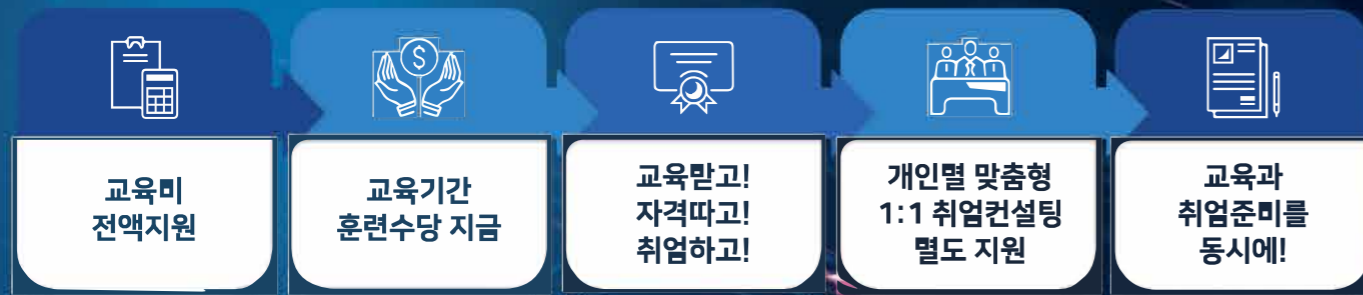 교육비
전액지원
교육기간
훈련수당 지급
교육받고!
자격따고!
취업하고!
개인별 맞춤형
1:1 취업컨설팅
별도 지원
교육과
취업준비를
동시에!